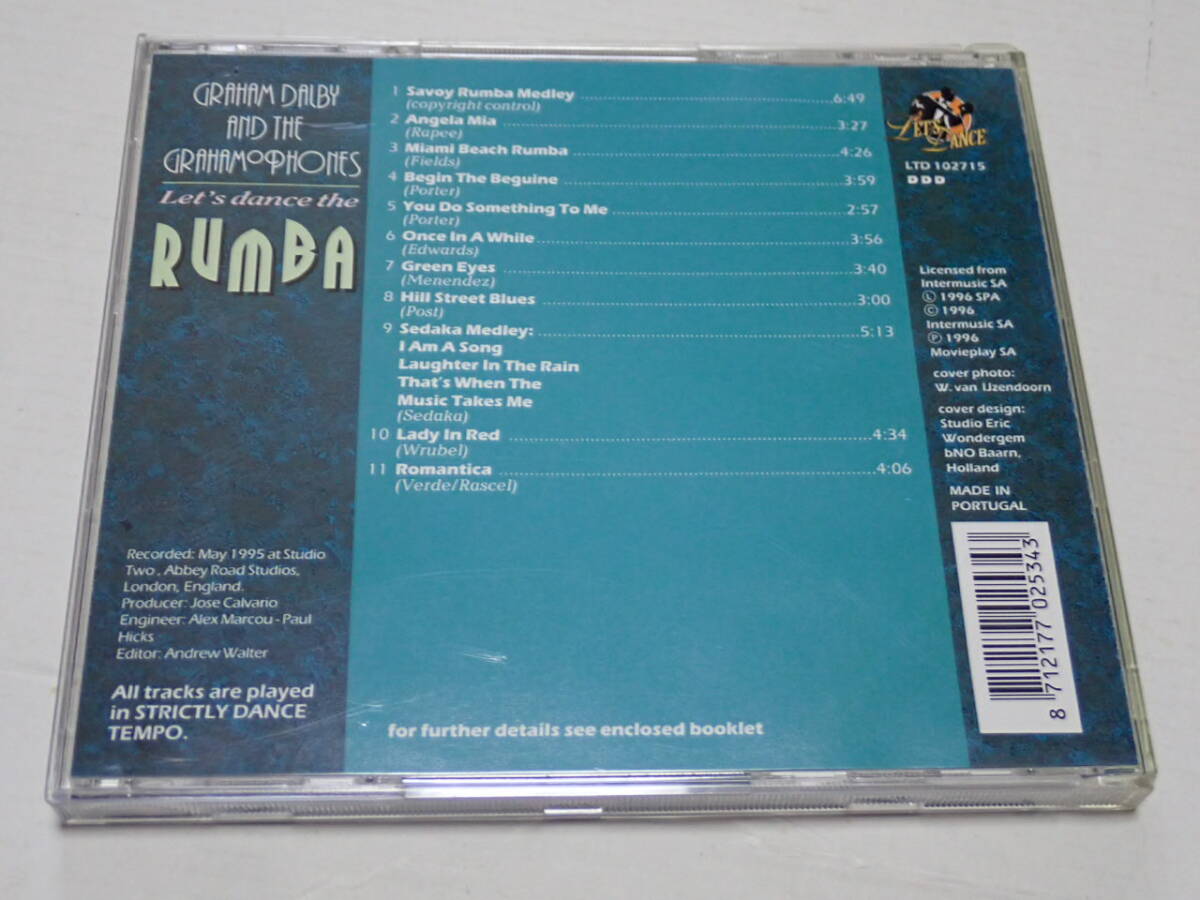 GRAHAM DALBY
AND THE
GRAHAMOPHONES
Let's dance the
RUMBA
1 Savoy Rumba Medley 6:49
(copyright control)
2 Angela Mia 3:27
(Rapee)
3 Miami Beach Rumba 4:26
(Fields)
4 Begin The Beguine 3:59
(Porter)
5 You Do Something To Me 2:57
(Porter)
6 Once In A While 3:56
(Edwards)
7 Green Eyes 3:40
(Menendez)
8 Hill Street Blues 3:00
(Post)
9 Sedaka Medley: 5:13
I Am A Song
Laughter In The Rain
That's When The
Music Takes Me
(Sedaka)
10 Lady In Red 4:34
(Wrubel)
11 Romantica 4:06
(Verde/Rascel)
for further details see enclosed booklet
Recorded: May 1995 at Studio
Two, Abbey Road Studios,
London, England.
Producer: Jose Calvario
Engineer: Alex Marcou - Paul
Hicks
Editor: Andrew Walter
All tracks are played
in STRICTLY DANCE
TEMPO.
LET'S DANCE
LTD 102715
DDD
Licensed from
Intermusic SA
Ⓛ 1996 SPA
© 1996
Intermusic SA
℗ 1996
Movieplay SA
cover photo:
W. van IJzendoorn
cover design:
Studio Eric
Wondergem
bNO Baarn,
Holland
MADE IN
PORTUGAL
8 712177 025343